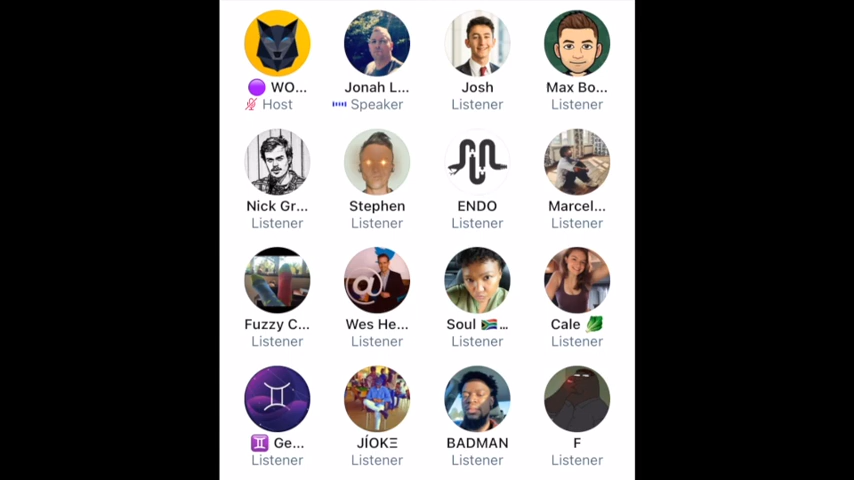 🟣 WO... Jonah L... Josh Max Bo...
Host Speaker Listener Listener
Nick Gr... Stephen ENDO Marcel...
Listener Listener Listener Listener
Fuzzy C... Wes He... Soul 🇿🇦... Cale 🥬
Listener Listener Listener Listener
♊ Ge... JÍOKΞ BADMAN F
Listener Listener Listener Listener